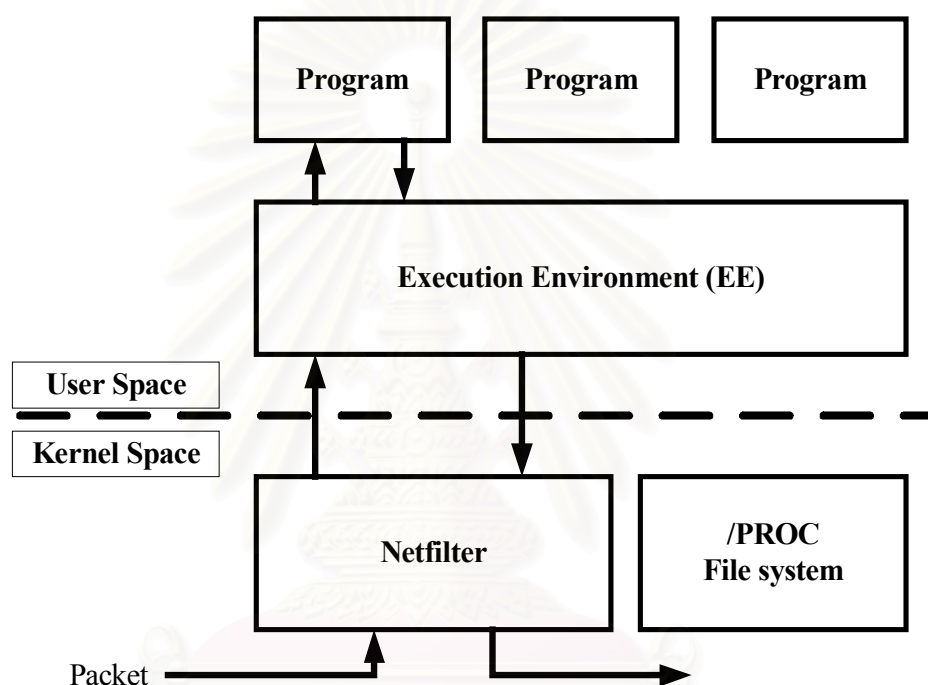 Program
Program
Program
Execution Environment (EE)
User Space
Kernel Space
Netfilter
/PROC
File system
Packet